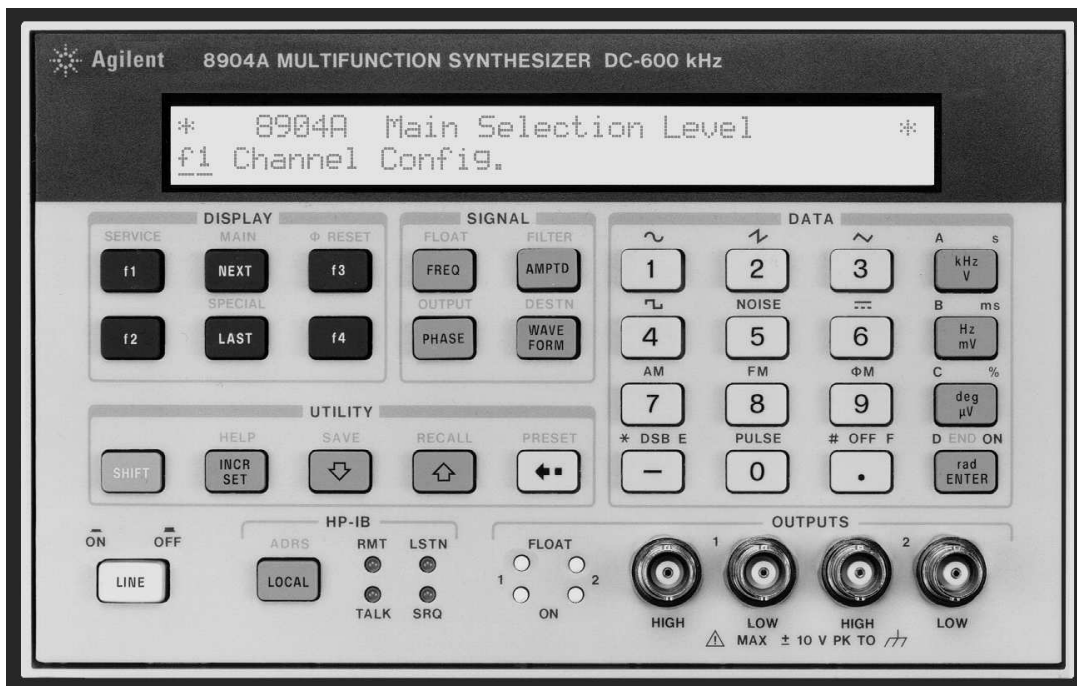 Agilent 8904A MULTIFUNCTION SYNTHESIZER DC-600 kHz
* 8904A Main Selection Level *
f1 Channel Config.
DISPLAY
SERVICE MAIN Φ RESET
f1 NEXT f3
SPECIAL
f2 LAST f4
SIGNAL
FLOAT FILTER
FREQ AMPTD
OUTPUT DESTN
PHASE WAVE FORM
DATA
A s
1 2 3 kHz V
NOISE B ms
4 5 6 Hz mV
AM FM ΦM C %
7 8 9 deg µV
* DSB E PULSE # OFF F D END ON
− 0 . rad ENTER
UTILITY
HELP SAVE RECALL PRESET
SHIFT INCR SET
ON OFF
LINE
HP-IB
ADRS RMT LSTN
LOCAL
TALK SRQ
FLOAT
1 2
ON
OUTPUTS
1 2
HIGH LOW HIGH LOW
MAX ± 10 V PK TO